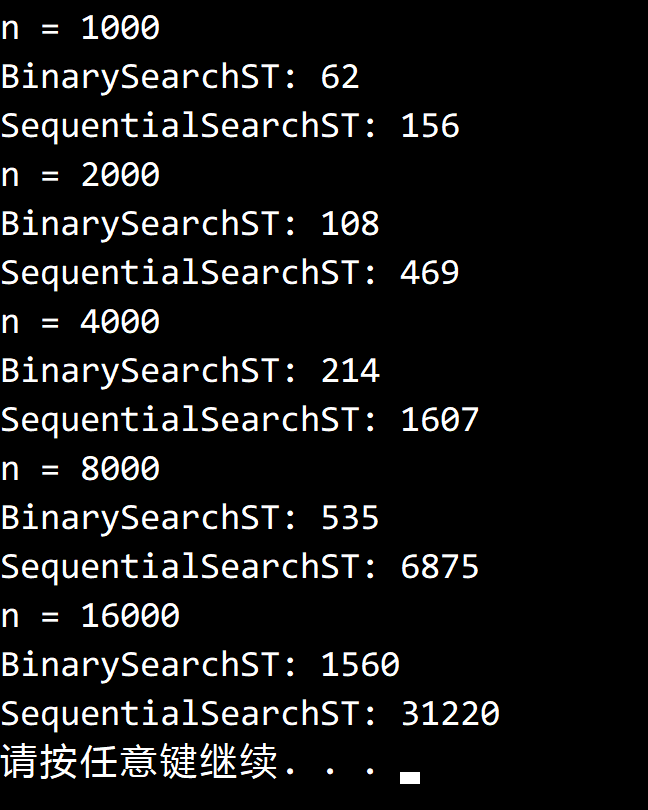 n = 1000
BinarySearchST: 62
SequentialSearchST: 156
n = 2000
BinarySearchST: 108
SequentialSearchST: 469
n = 4000
BinarySearchST: 214
SequentialSearchST: 1607
n = 8000
BinarySearchST: 535
SequentialSearchST: 6875
n = 16000
BinarySearchST: 1560
SequentialSearchST: 31220
请按任意键继续. . .